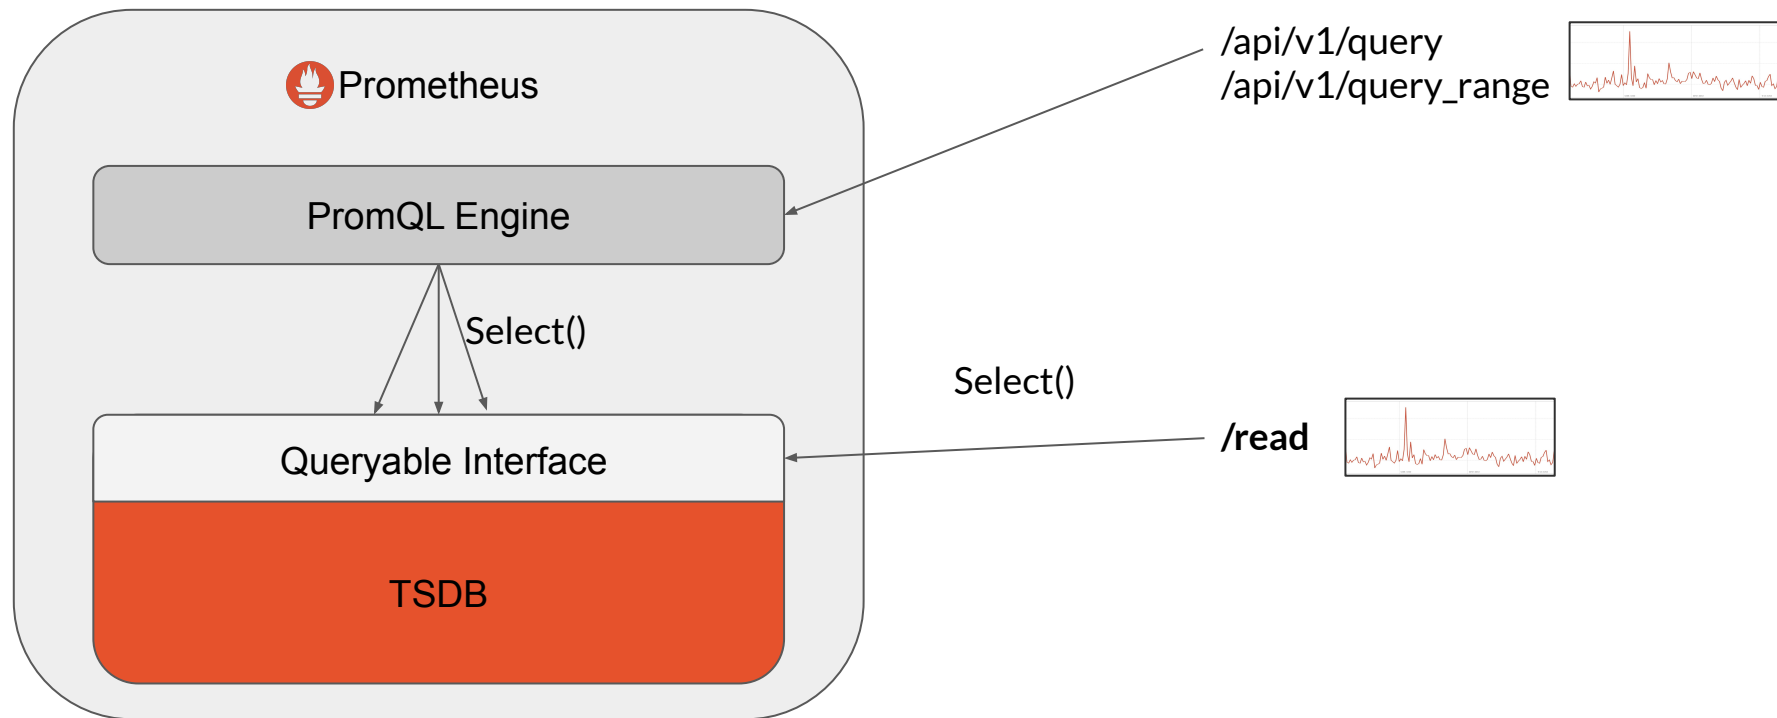 Prometheus
/api/v1/query
/api/v1/query_range
PromQL Engine
Select()
Select()
/read
Queryable Interface
TSDB